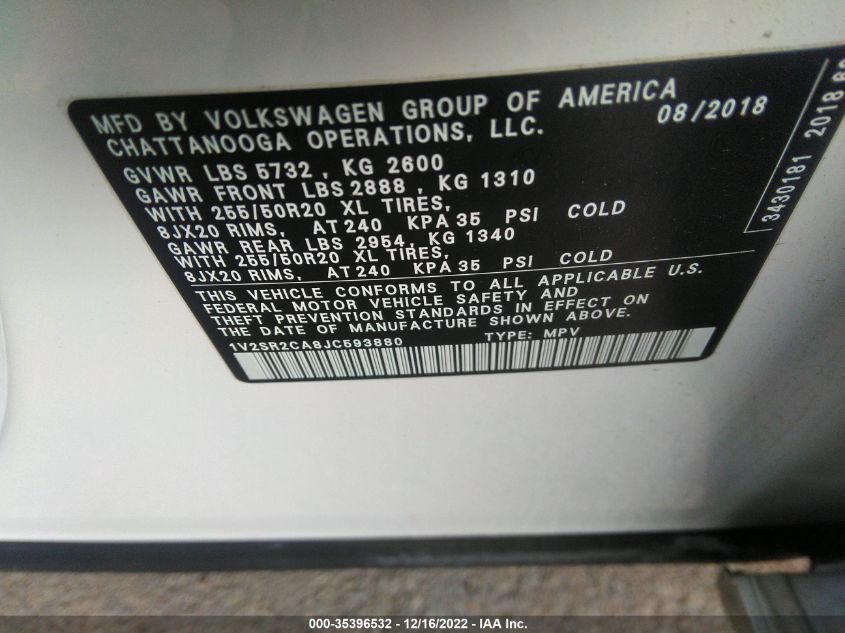 MFD BY VOLKSWAGEN GROUP OF AMERICA
08/2018
CHATTANOOGA OPERATIONS, LLC.
GVWR LBS 5732 , KG 2600
GAWR FRONT LBS 2888 , KG 1310
WITH 255/50R20 XL TIRES,
8JX20 RIMS, AT 240 KPA 35 PSI COLD
GAWR REAR LBS 2954, KG 1340
WITH 255/50R20 XL TIRES,
8JX20 RIMS, AT 240 KPA 35 PSI COLD
THIS VEHICLE CONFORMS TO ALL APPLICABLE U.S.
FEDERAL MOTOR VEHICLE SAFETY AND
THEFT PREVENTION STANDARDS IN EFFECT ON
THE DATE OF MANUFACTURE SHOWN ABOVE.
1V2SR2CA8JC593880 TYPE: MPV
3430181 2018
000-35396532 - 12/16/2022 - IAA Inc.